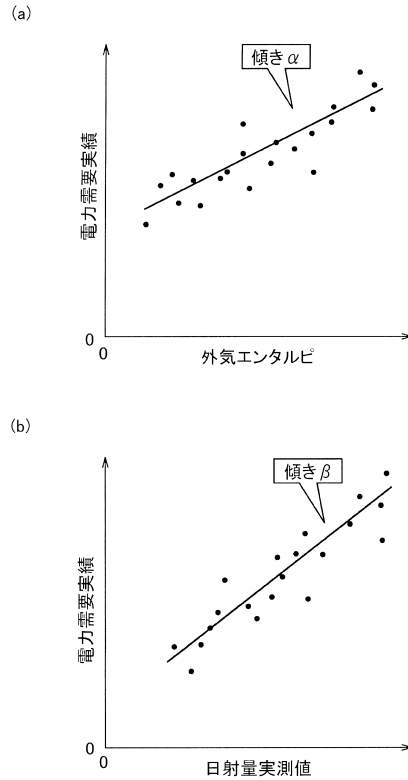 (a)
傾きα
電力需要実績
0
0
外気エンタルピ
(b)
傾きβ
電力需要実績
0
0
日射量実測値